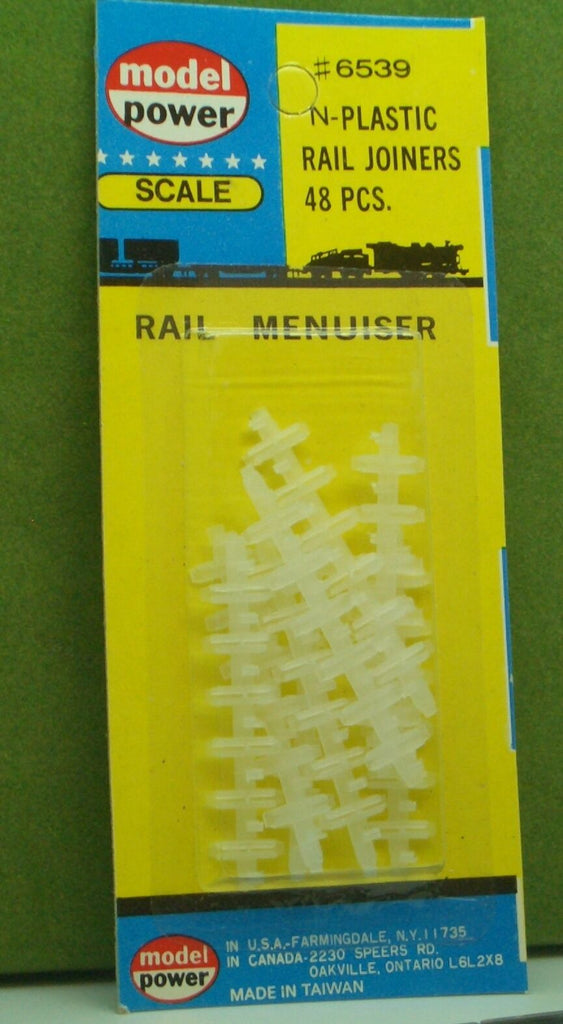 model
power
SCALE
#6539
N-PLASTIC
RAIL JOINERS
48 PCS.
RAIL MENUISER
model
power
IN U.S.A.-FARMINGDALE, N.Y. 11735
IN CANADA-2230 SPEERS RD.
OAKVILLE, ONTARIO L6L2X8
MADE IN TAIWAN